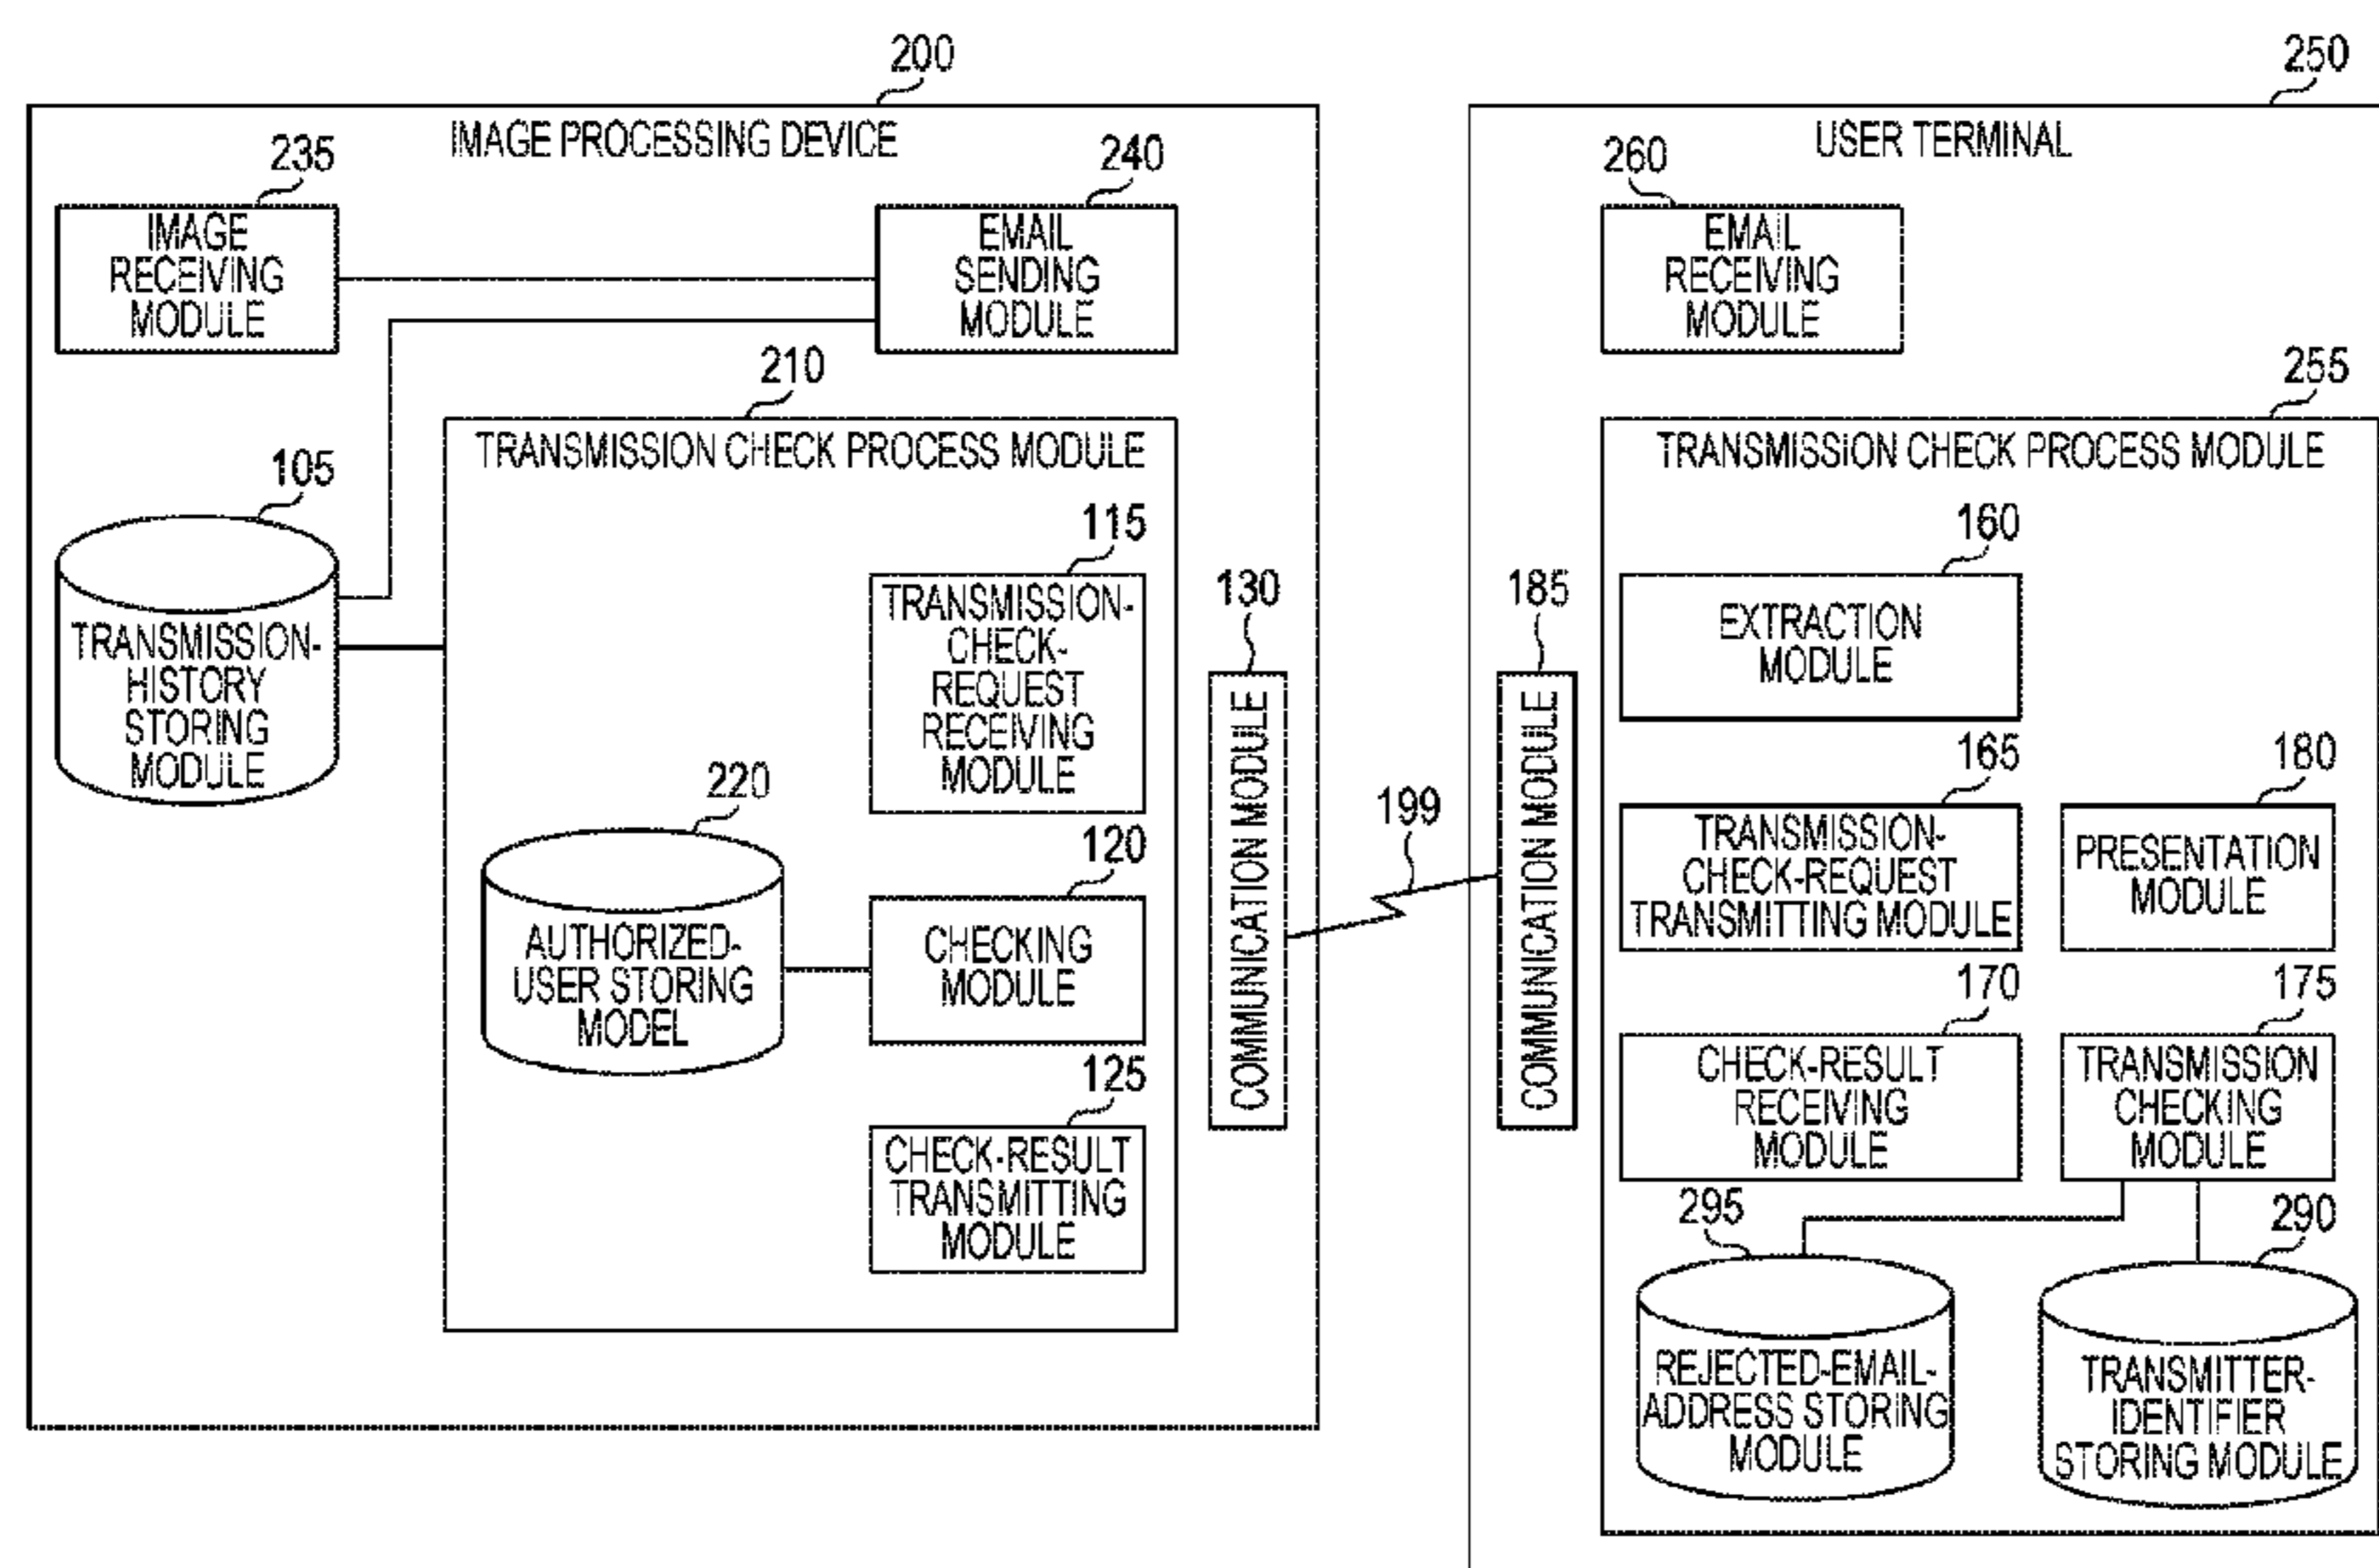 200
IMAGE PROCESSING DEVICE
235
IMAGE
RECEIVING
MODULE
240
EMAIL
SENDING
MODULE
210
TRANSMISSION CHECK PROCESS MODULE
105
TRANSMISSION-
HISTORY
STORING
MODULE
115
TRANSMISSION-
CHECK-
REQUEST
RECEIVING
MODULE
220
AUTHORIZED-
USER STORING
MODEL
120
CHECKING
MODULE
125
CHECK-RESULT
TRANSMITTING
MODULE
130
COMMUNICATION MODULE
199
250
USER TERMINAL
260
EMAIL
RECEIVING
MODULE
255
TRANSMISSION CHECK PROCESS MODULE
185
COMMUNICATION MODULE
160
EXTRACTION
MODULE
165
TRANSMISSION-
CHECK-REQUEST
TRANSMITTING MODULE
180
PRESENTATION
MODULE
170
CHECK-RESULT
RECEIVING
MODULE
175
TRANSMISSION
CHECKING
MODULE
295
REJECTED-EMAIL-
ADDRESS STORING
MODULE
290
TRANSMITTER-
IDENTIFIER
STORING MODULE